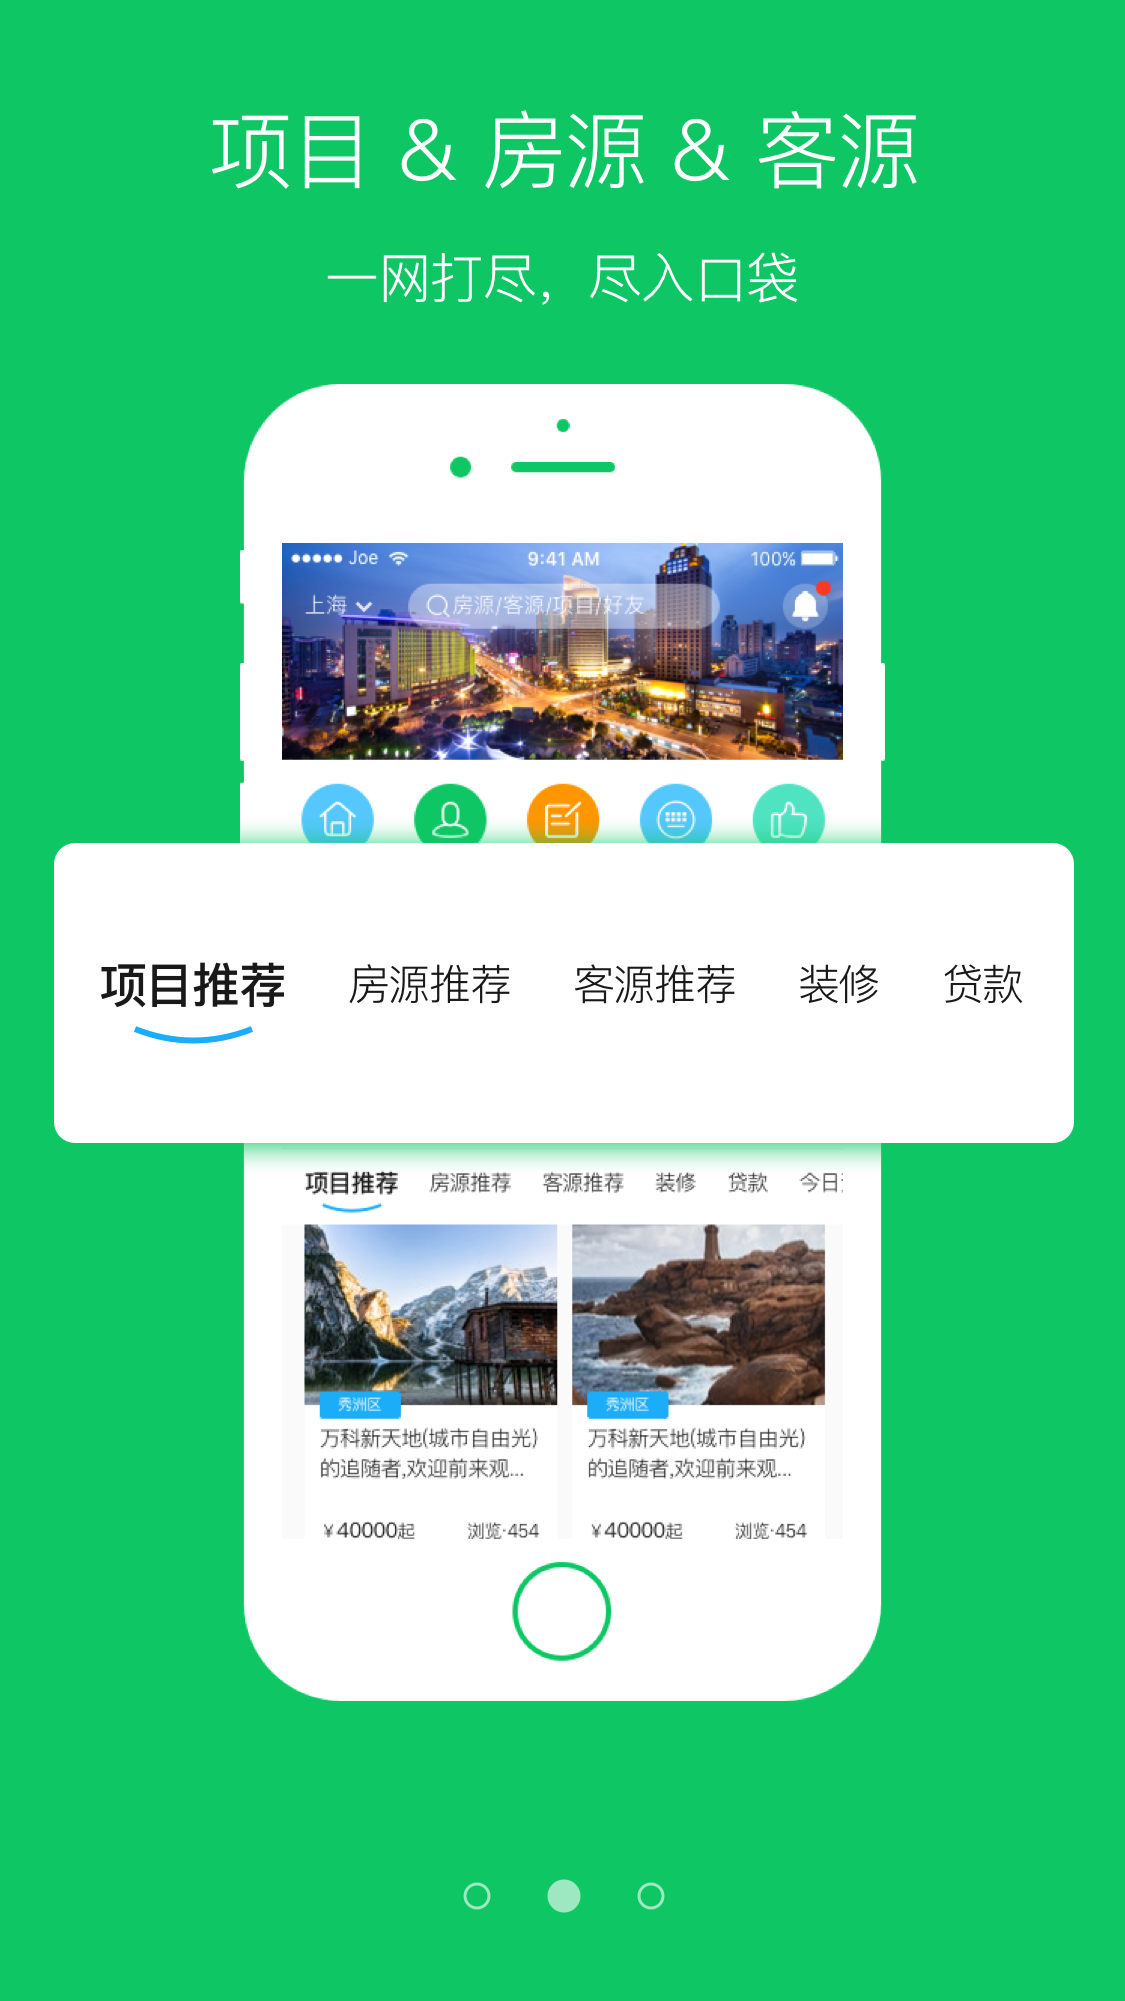 项目 & 房源 & 客源
一网打尽，尽入口袋
Joe 9:41 AM 100%
上海 房源/客源/项目/好友
项目推荐 房源推荐 客源推荐 装修 贷款
项目推荐 房源推荐 客源推荐 装修 贷款 今日
秀洲区 秀洲区
万科新天地(城市自由光) 万科新天地(城市自由光)
的追随者,欢迎前来观... 的追随者,欢迎前来观...
￥40000起 浏览·454 ￥40000起 浏览·454